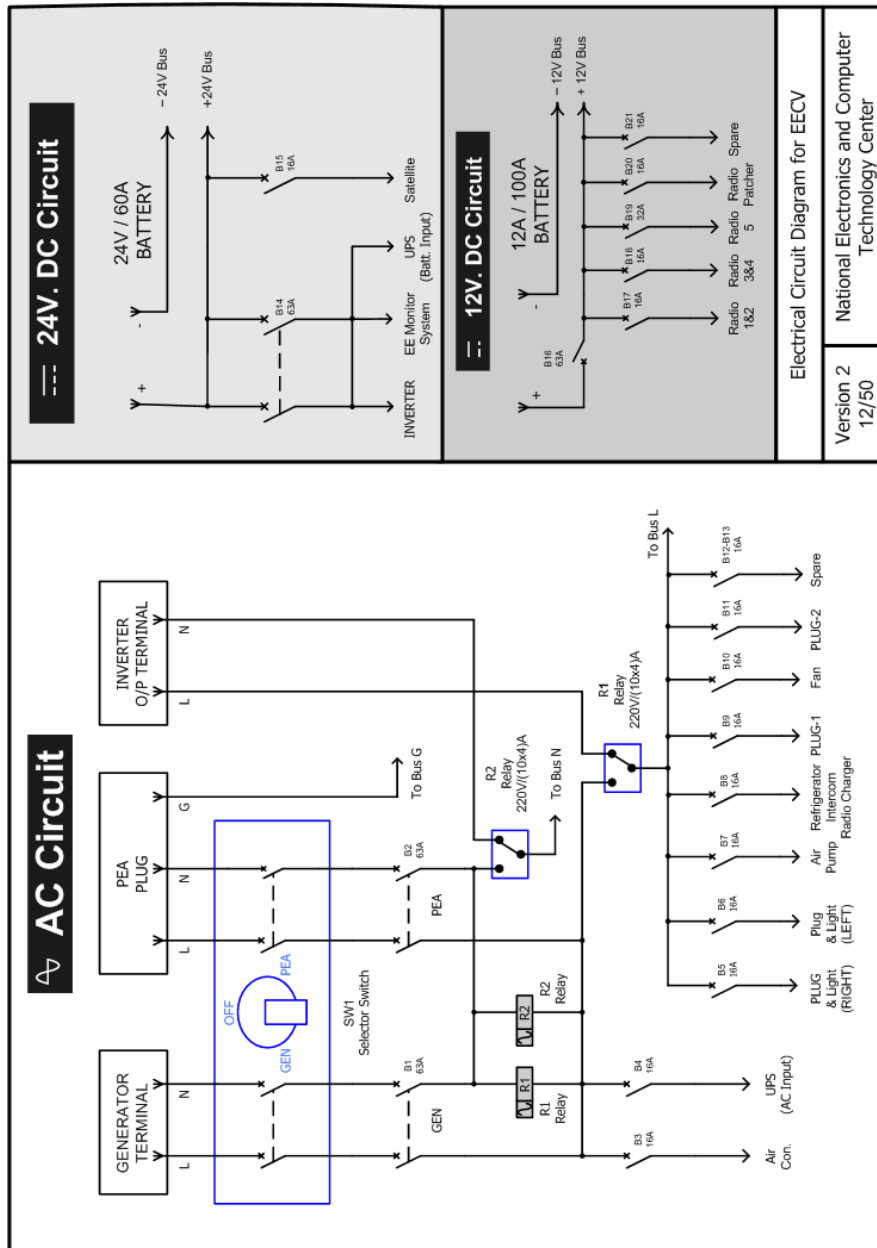 AC Circuit
GENERATOR
TERMINAL
L
N
PEA
PLUG
L
N
G
INVERTER
O/P TERMINAL
L
N
OFF
GEN
PEA
SW1
Selector Switch
B1
63A
GEN
B2
63A
PEA
To Bus G
R2
Relay
220V/(10x4)A
To Bus N
R1
Relay
220V/(10x4)A
To Bus L
R1
R1
Relay
R2
R2
Relay
B3
16A
Air
Con.
B4
16A
UPS
(AC Input)
B5
16A
PLUG
& Light
(RIGHT)
B6
16A
Plug
& Light
(LEFT)
B7
16A
Air
Pump
B8
16A
Refrigerator
Intercom
Radio Charger
B9
16A
PLUG-1
B10
16A
Fan
B11
16A
PLUG-2
B12-B13
16A
Spare
24V. DC Circuit
24V / 60A
BATTERY
+
-
- 24V Bus
+24V Bus
B14
63A
B15
16A
INVERTER
EE Monitor
System
UPS
(Batt. Input)
Satellite
12V. DC Circuit
12A / 100A
BATTERY
+
-
- 12V Bus
+ 12V Bus
B16
63A
B17
16A
Radio
1&2
B18
16A
Radio
3&4
B19
32A
Radio
5
B20
16A
Radio
Patcher
B21
16A
Spare
Electrical Circuit Diagram for EECV
Version 2
12/50
National Electronics and Computer
Technology Center